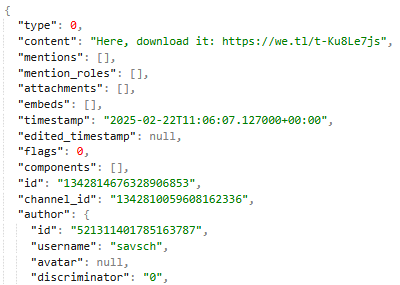 {
"type": 0,
"content": "Here, download it: https://we.tl/t-Ku8Le7js",
"mentions": [],
"mention_roles": [],
"attachments": [],
"embeds": [],
"timestamp": "2025-02-22T11:06:07.127000+00:00",
"edited_timestamp": null,
"flags": 0,
"components": [],
"id": "1342814676328906853",
"channel_id": "1342810059608162336",
"author": {
"id": "521311401785163787",
"username": "savsch",
"avatar": null,
"discriminator": "0",